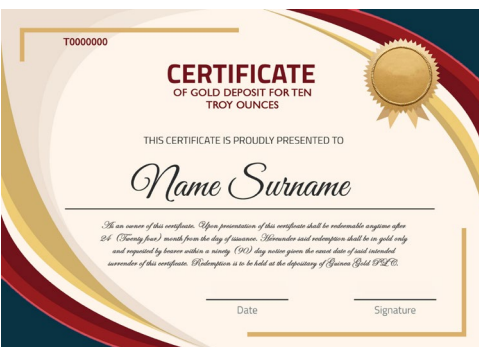 T0000000
CERTIFICATE
OF GOLD DEPOSIT FOR TEN
TROY OUNCES
THIS CERTIFICATE IS PROUDLY PRESENTED TO
Name Surname
As an owner of this certificate. Upon presentation of this certificate shall be redeemable anytime after
24 (Twenty four) month from the day of issuance. Hereunder said redemption shall be in gold only
and requested by bearer within a ninety (90) day notice given the exact date of said intended
surrender of this certificate. Redemption is to be held at the depositary of Guinea Gold PLC.
Date
Signature